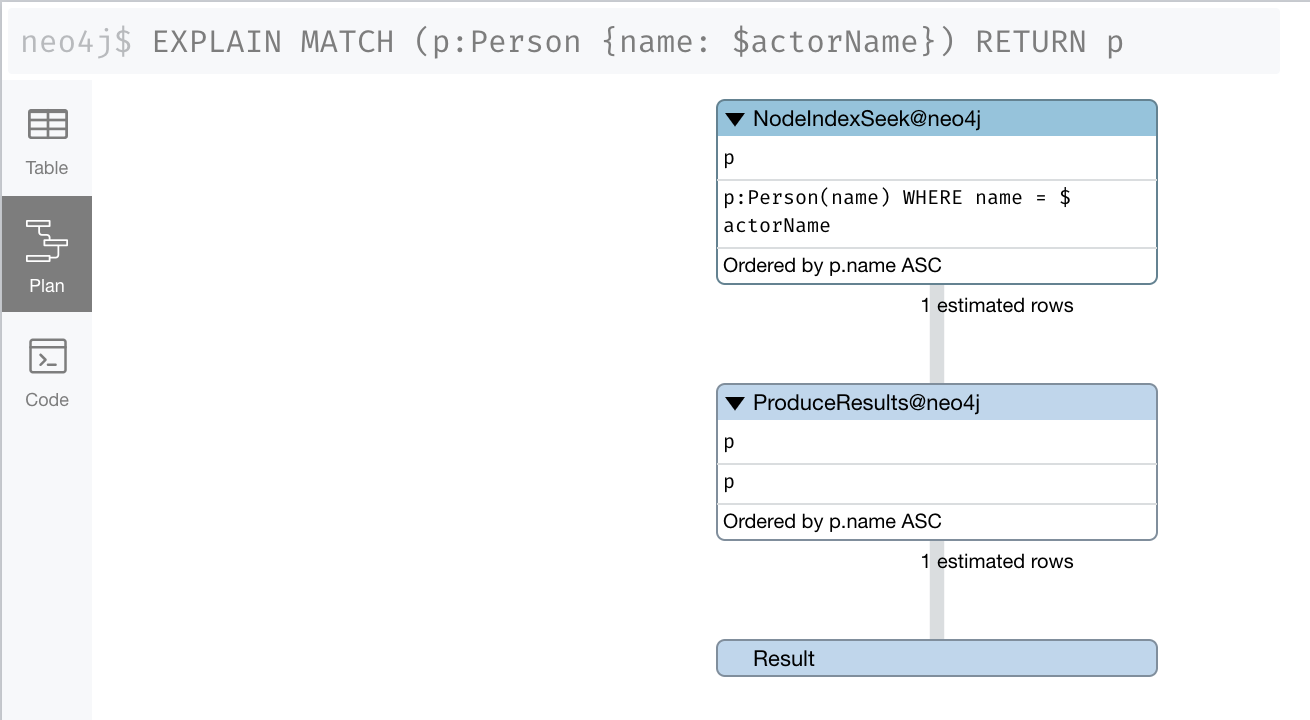 neo4j$ EXPLAIN MATCH (p:Person {name: $actorName}) RETURN p
Table
Plan
Code
NodeIndexSeek@neo4j
p
p:Person(name) WHERE name = $
actorName
Ordered by p.name ASC
1 estimated rows
ProduceResults@neo4j
p
p
Ordered by p.name ASC
1 estimated rows
Result